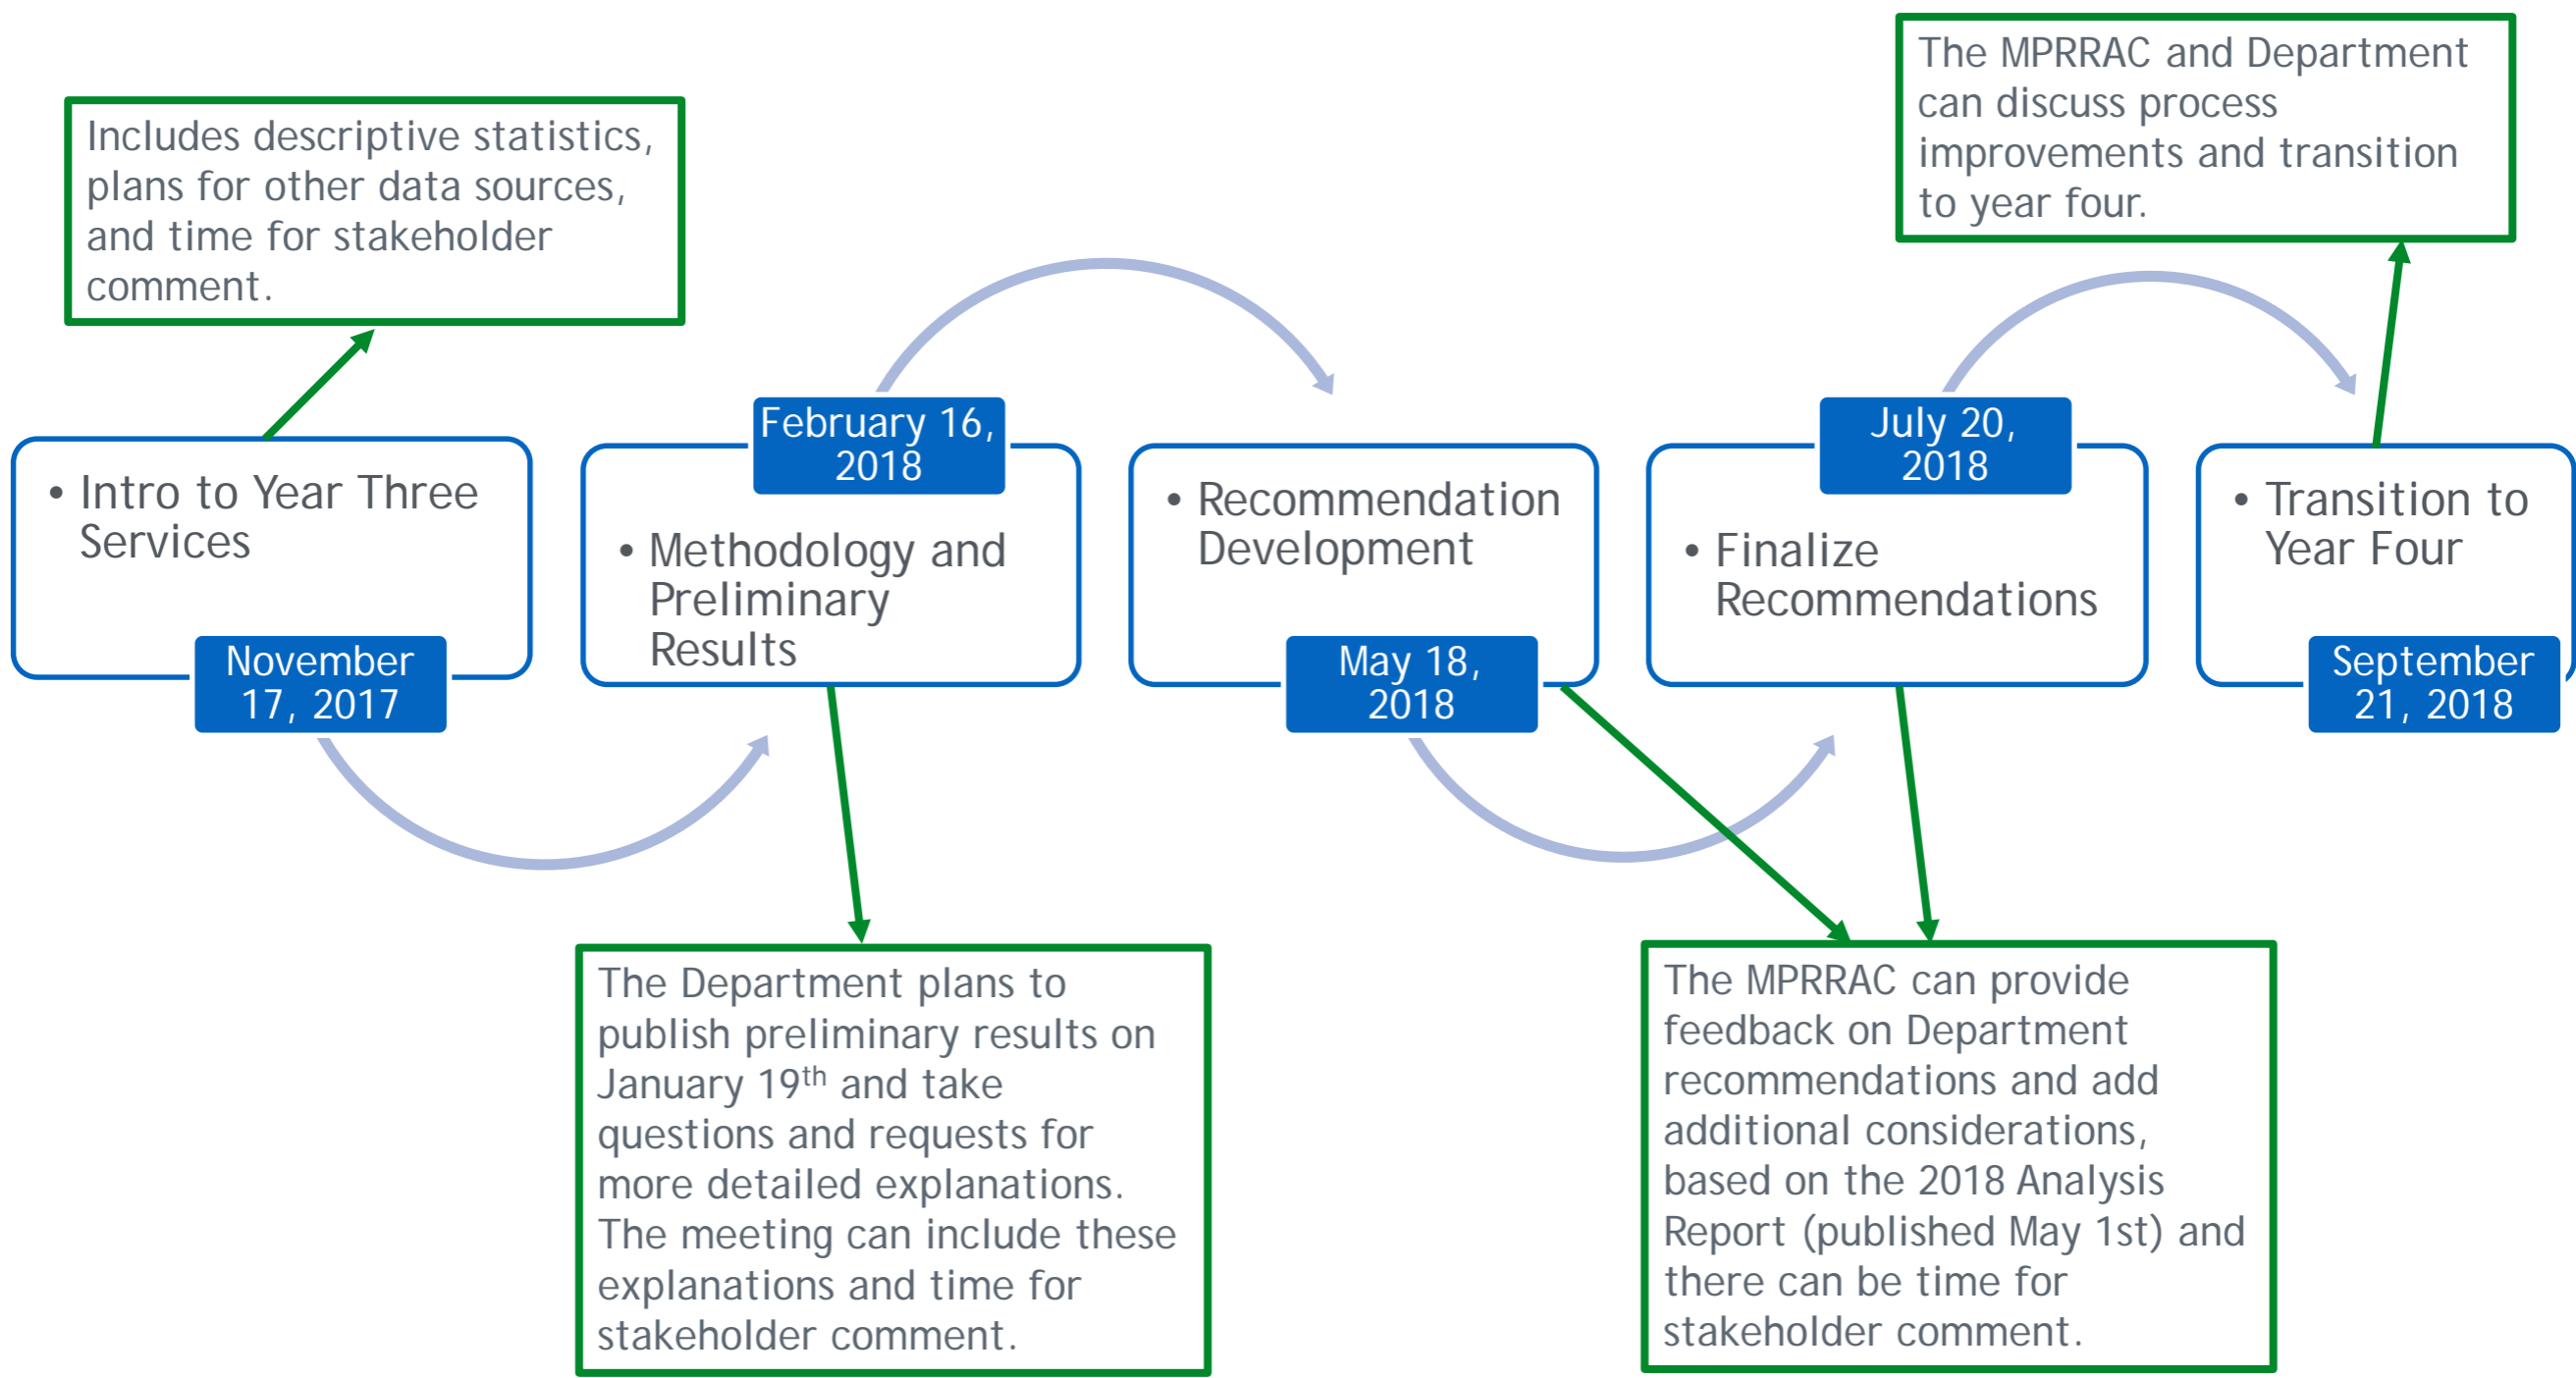 Includes descriptive statistics,
plans for other data sources,
and time for stakeholder
comment.
The MPRRAC and Department
can discuss process
improvements and transition
to year four.
• Intro to Year Three
Services
November
17, 2017
February 16,
2018
• Methodology and
Preliminary
Results
• Recommendation
Development
May 18,
2018
July 20,
2018
• Finalize
Recommendations
• Transition to
Year Four
September
21, 2018
The Department plans to
publish preliminary results on
January 19th and take
questions and requests for
more detailed explanations.
The meeting can include these
explanations and time for
stakeholder comment.
The MPRRAC can provide
feedback on Department
recommendations and add
additional considerations,
based on the 2018 Analysis
Report (published May 1st) and
there can be time for
stakeholder comment.